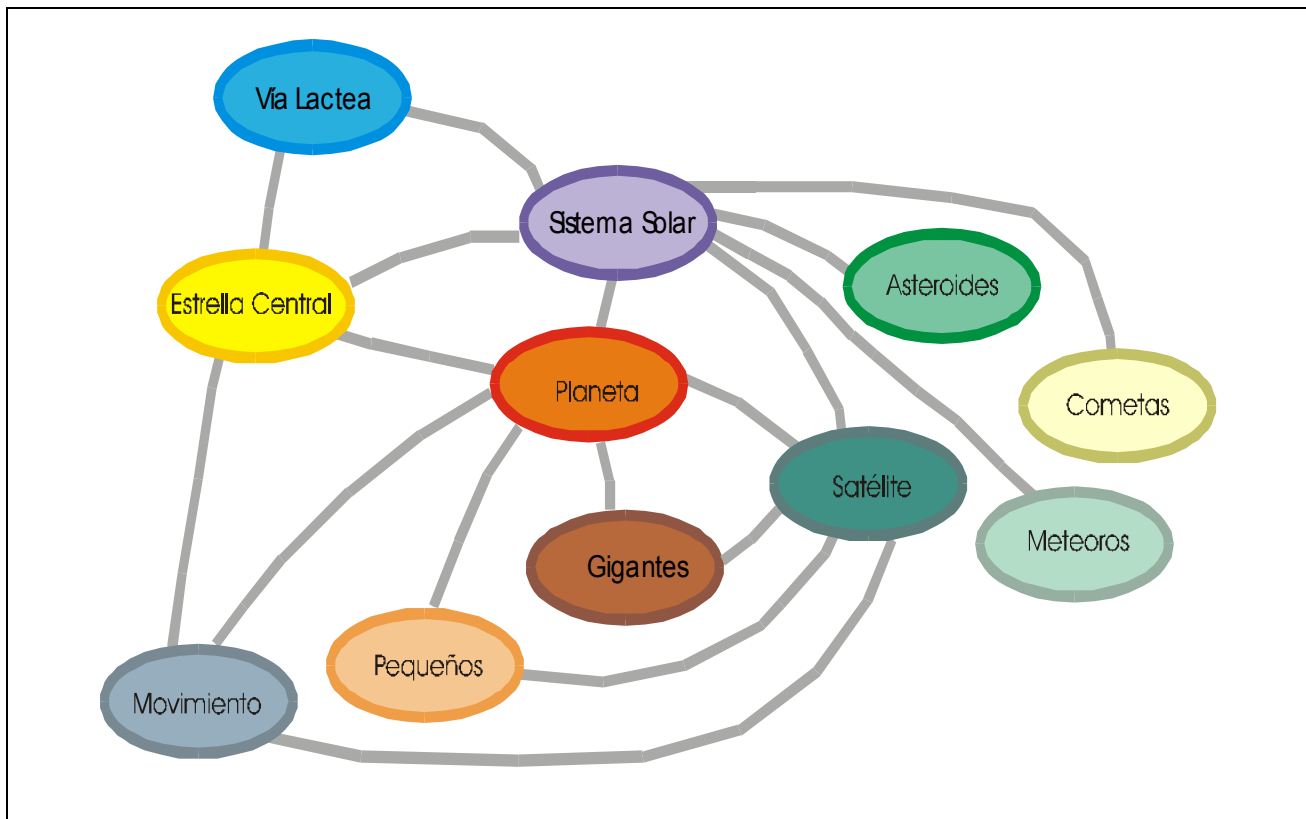 Vía Lactea
Sistema Solar
Asteroides
Estrella Central
Planeta
Cometas
Satélite
Meteoros
Gigantes
Pequeños
Movimiento